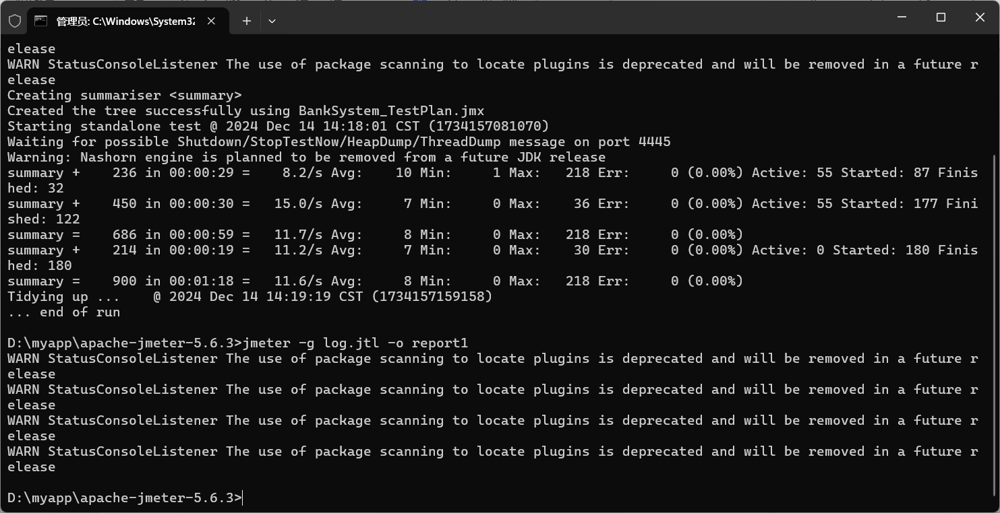 管理员: C:\Windows\System32
elease
WARN StatusConsoleListener The use of package scanning to locate plugins is deprecated and will be removed in a future r
elease
Creating summariser <summary>
Created the tree successfully using BankSystem_TestPlan.jmx
Starting standalone test @ 2024 Dec 14 14:18:01 CST (1734157081070)
Waiting for possible Shutdown/StopTestNow/HeapDump/ThreadDump message on port 4445
Warning: Nashorn engine is planned to be removed from a future JDK release
summary +    236 in 00:00:29 =    8.2/s Avg:    10 Min:     1 Max:   218 Err:     0 (0.00%) Active: 55 Started: 87 Finis
hed: 32
summary +    450 in 00:00:30 =   15.0/s Avg:     7 Min:     0 Max:    36 Err:     0 (0.00%) Active: 55 Started: 177 Fini
shed: 122
summary =    686 in 00:00:59 =   11.7/s Avg:     8 Min:     0 Max:   218 Err:     0 (0.00%)
summary +    214 in 00:00:19 =   11.2/s Avg:     7 Min:     0 Max:    30 Err:     0 (0.00%) Active: 0 Started: 180 Finis
hed: 180
summary =    900 in 00:01:18 =   11.6/s Avg:     8 Min:     0 Max:   218 Err:     0 (0.00%)
Tidying up ...    @ 2024 Dec 14 14:19:19 CST (1734157159158)
... end of run
D:\myapp\apache-jmeter-5.6.3>jmeter -g log.jtl -o report1
WARN StatusConsoleListener The use of package scanning to locate plugins is deprecated and will be removed in a future r
elease
WARN StatusConsoleListener The use of package scanning to locate plugins is deprecated and will be removed in a future r
elease
WARN StatusConsoleListener The use of package scanning to locate plugins is deprecated and will be removed in a future r
elease
WARN StatusConsoleListener The use of package scanning to locate plugins is deprecated and will be removed in a future r
elease
D:\myapp\apache-jmeter-5.6.3>